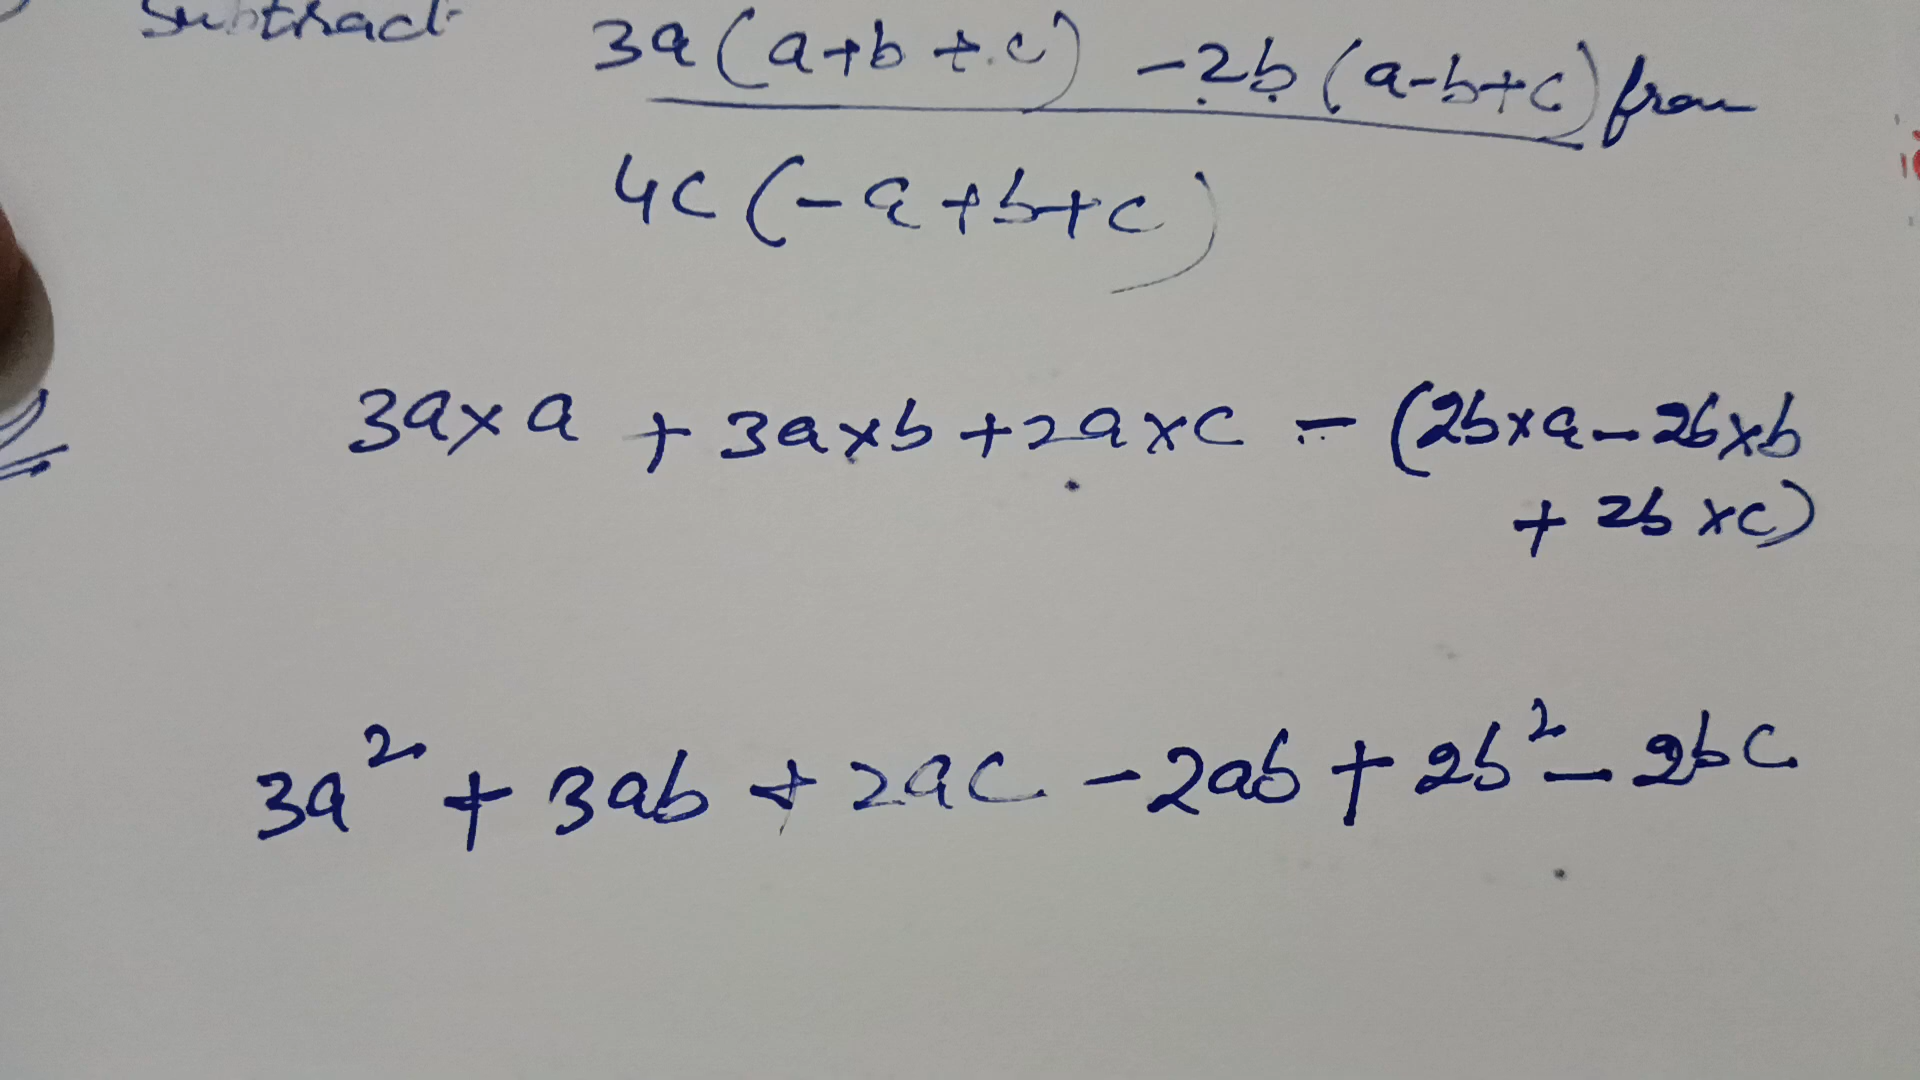 Subtract 3a (a+b+c) -2b (a-b+c) from
4c (-a+b+c)
3a×a + 3a×b +2a×c - (2b×a-2b×b
+ 2b×c)
3a² + 3ab + 2ac -2ab + 2b² - 2bc